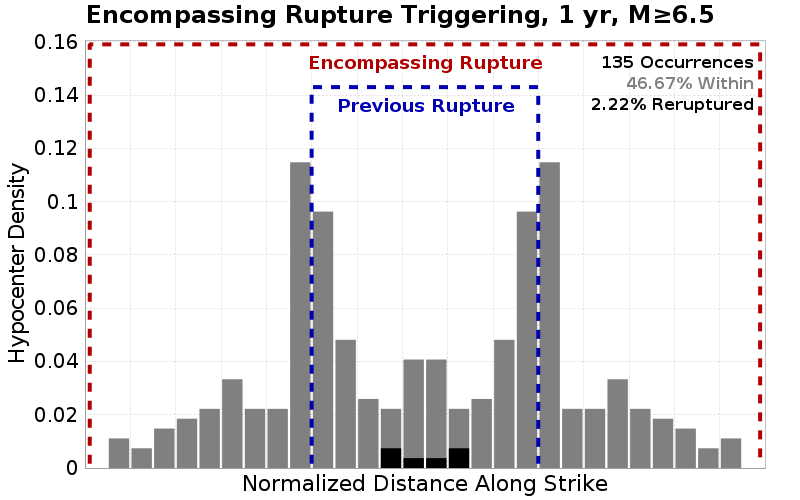 Encompassing Rupture Triggering, 1 yr, M≥6.5
0.16
0.14
0.12
0.1
0.08
0.06
0.04
0.02
0
Hypocenter Density
Encompassing Rupture
Previous Rupture
135 Occurrences
46.67% Within
2.22% Reruptured
Normalized Distance Along Strike